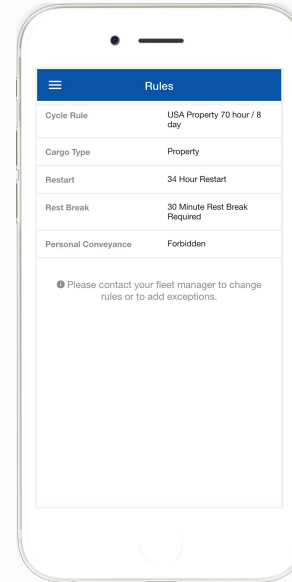 Rules
Cycle Rule
USA Property 70 hour / 8
day
Cargo Type
Property
Restart
34 Hour Restart
Rest Break
30 Minute Rest Break
Required
Personal Conveyance
Forbidden
Please contact your fleet manager to change
rules or to add exceptions.